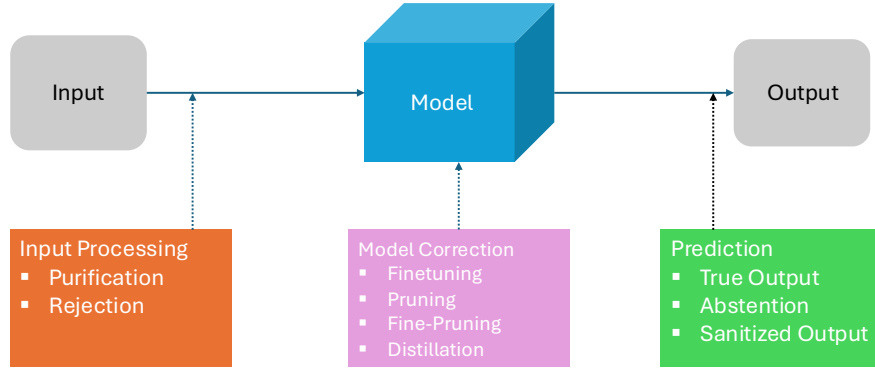 Input
Model
Output
Input Processing
▪ Purification
▪ Rejection
Model Correction
▪ Finetuning
▪ Pruning
▪ Fine-Pruning
▪ Distillation
Prediction
▪ True Output
▪ Abstention
▪ Sanitized Output